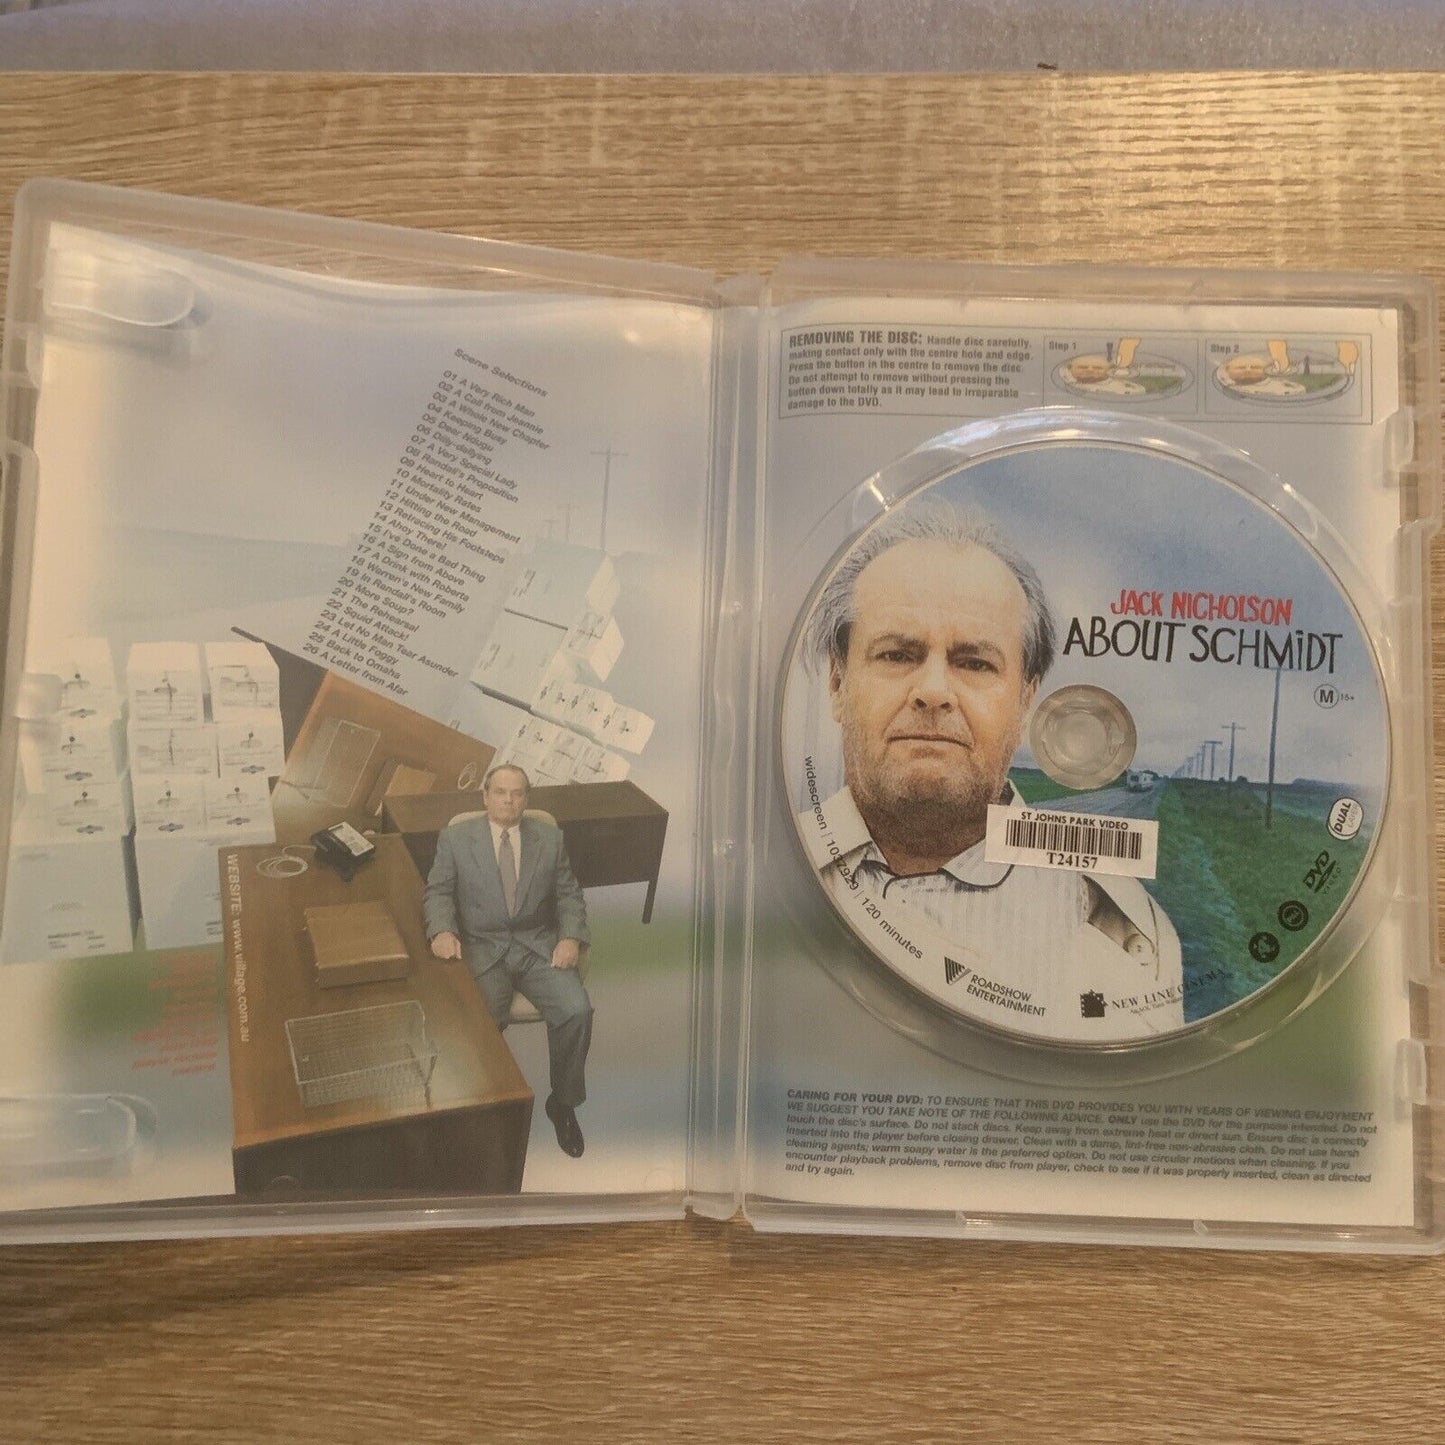 Scene Selections
01 A Very Rich Man
02 A Call from Jeannie
03 A Whole New Chapter
04 Keeping Busy
05 Dear Ndugu
06 Dilly-dallying
07 A Very Special Lady
08 Randall's Proposition
09 Heart to Heart
10 Mortality Rates
11 Under New Management
12 Hitting the Road
13 Retracing His Footsteps
14 Ahoy There!
15 I've Done a Bad Thing
16 A Sign from Above
17 A Drink with Roberta
18 Warren's New Family
19 In Randall's Room
20 More Soup?
21 The Rehearsal
22 Squid Attack!
23 Let No Man Tear Asunder
24 A Little Foggy
25 Back to Omaha
26 A Letter from Afar
WEBSITE: www.village.com.au
REMOVING THE DISC: Handle disc carefully,
making contact only with the centre hole and edge.
Press the button in the centre to remove the disc.
Do not attempt to remove without pressing the
button down totally as it may lead to irreparable
damage to the DVD.
Step 1
Step 2
JACK NICHOLSON
ABOUT SCHMiDT
M 15+
DUAL
LAYER
DVD
VIDEO
ST JOHNS PARK VIDEO
T24157
widescreen | 1037929 | 120 minutes
ROADSHOW
ENTERTAINMENT
NEW LINE CINEMA
CARING FOR YOUR DVD: TO ENSURE THAT THIS DVD PROVIDES YOU WITH YEARS OF VIEWING ENJOYMENT
WE SUGGEST YOU TAKE NOTE OF THE FOLLOWING ADVICE. ONLY use the DVD for the purpose intended. Do not
touch the disc's surface. Do not stack discs. Keep away from extreme heat or direct sun. Ensure disc is correctly
inserted into the player before closing drawer. Clean with a damp, lint-free non-abrasive cloth. Do not use harsh
cleaning agents; warm soapy water is the preferred option. Do not use circular motions when cleaning. If you
encounter playback problems, remove disc from player, check to see if it was properly inserted, clean as directed
and try again.